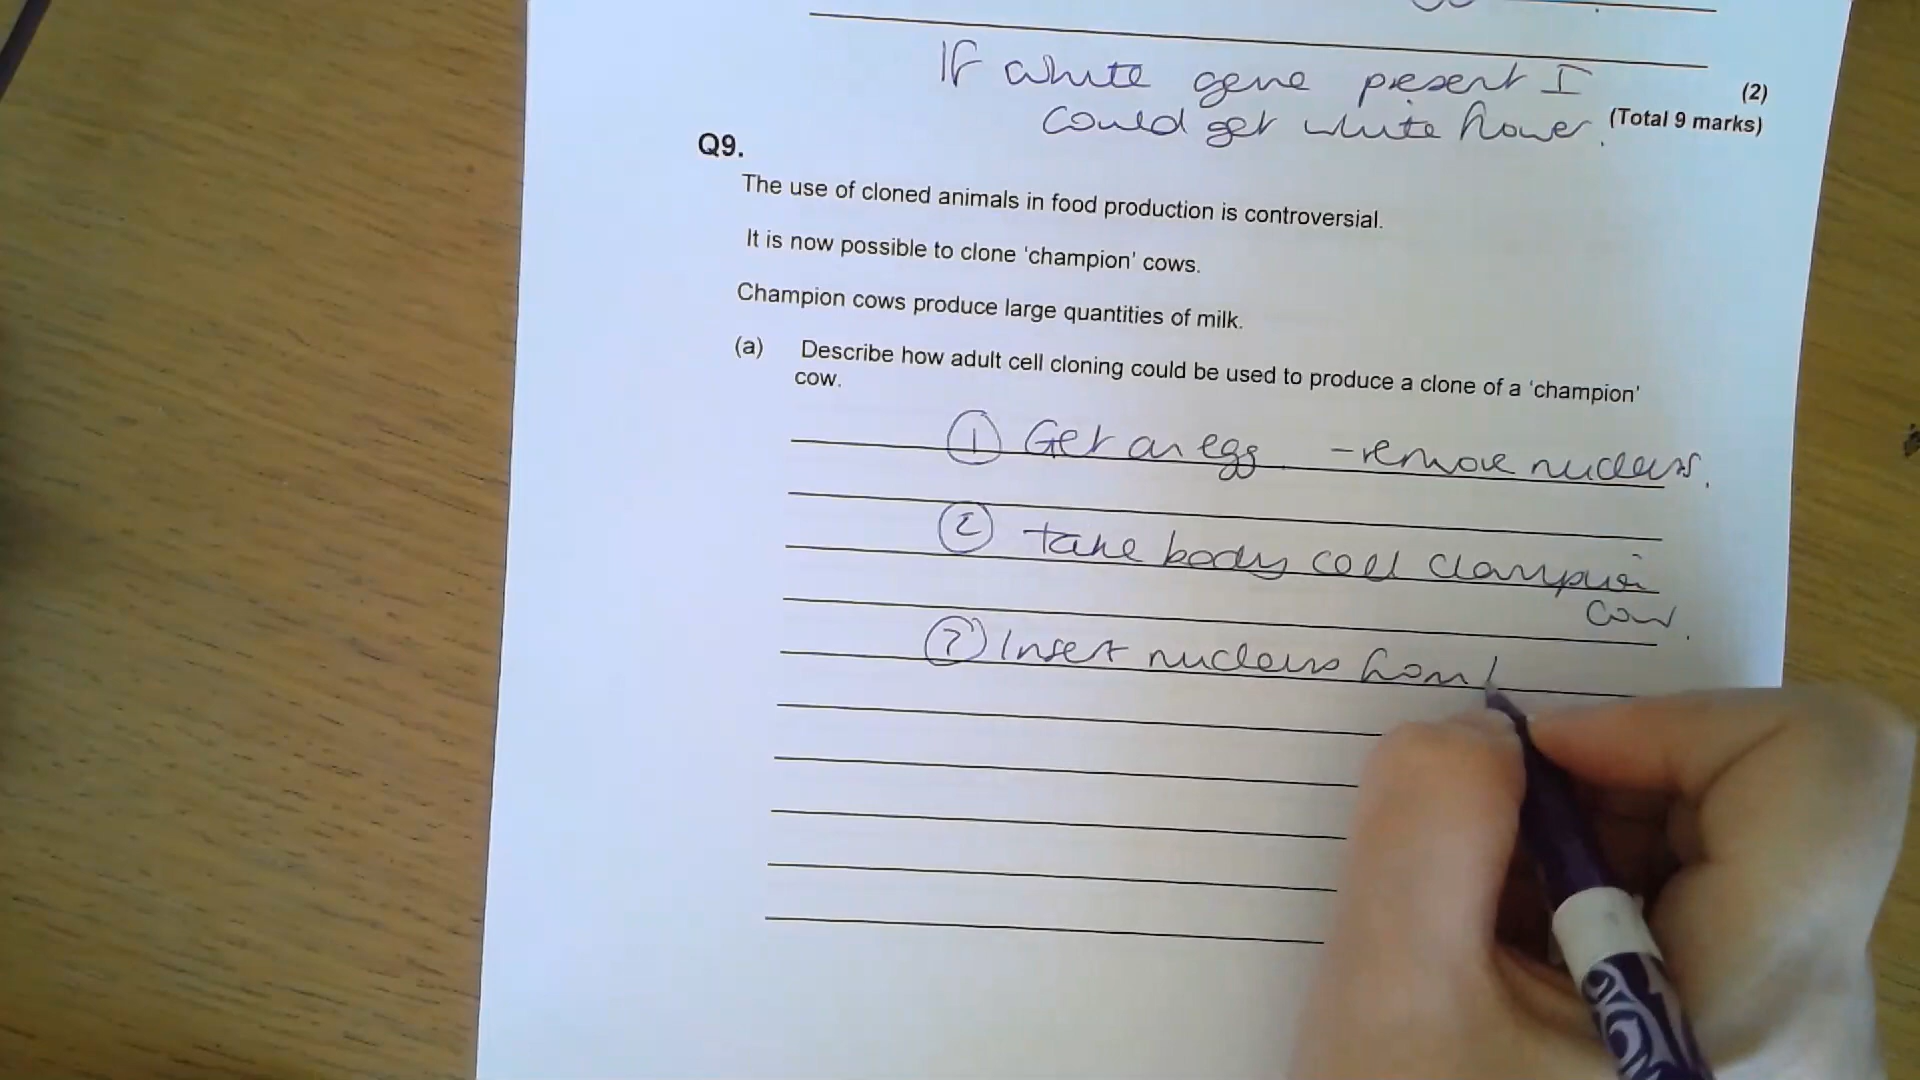 (2)
If white gene present I
could get white flower.
(Total 9 marks)
Q9.
The use of cloned animals in food production is controversial.
It is now possible to clone 'champion' cows.
Champion cows produce large quantities of milk.
(a) Describe how adult cell cloning could be used to produce a clone of a 'champion'
cow.
① Get an egg - remove nucleus.
② take body cell champion
cow.
③ Insert nucleus from